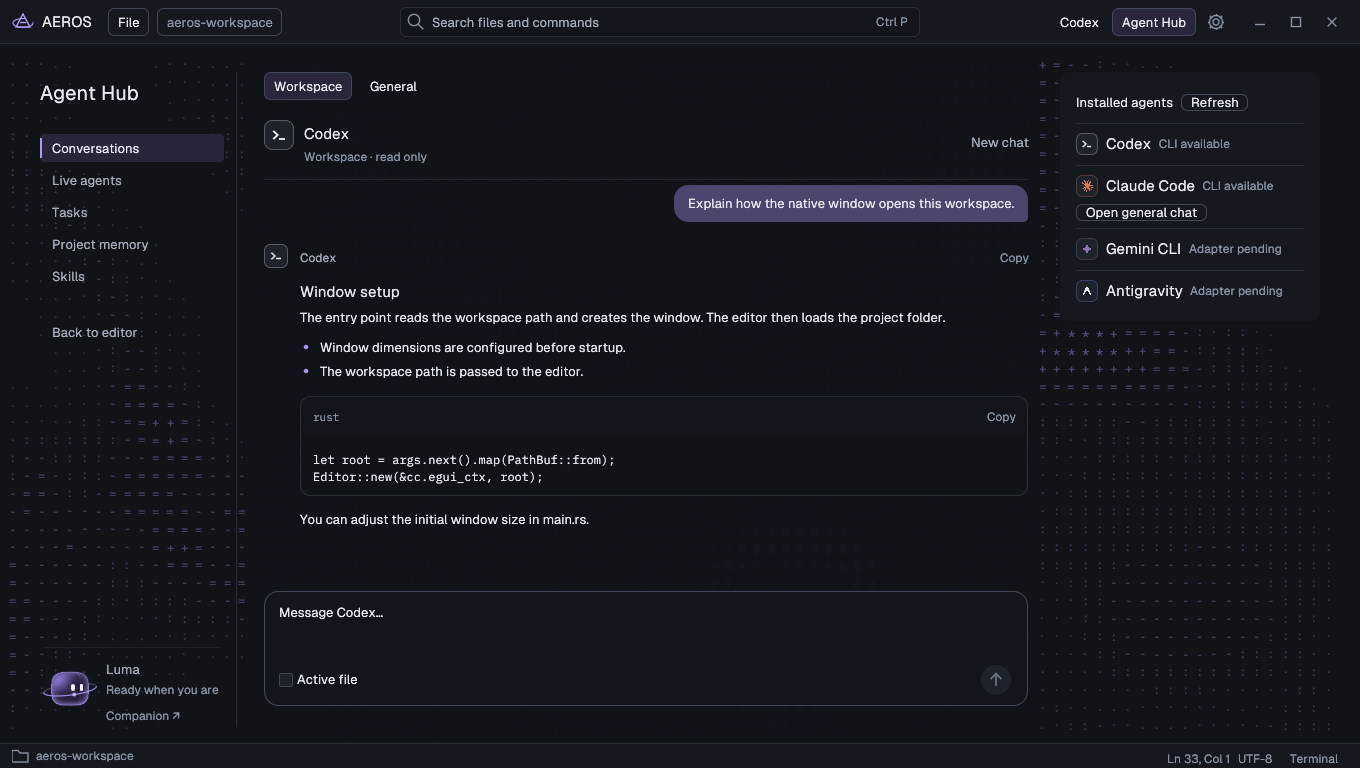 AEROS File aeros-workspace Search files and commands Ctrl P Codex Agent Hub
Agent Hub
Conversations
Live agents
Tasks
Project memory
Skills
Back to editor
Luma
Ready when you are
Companion ↗
Workspace General
Codex
Workspace · read only
New chat
Explain how the native window opens this workspace.
Codex Copy
Window setup
The entry point reads the workspace path and creates the window. The editor then loads the project folder.
• Window dimensions are configured before startup.
• The workspace path is passed to the editor.
rust Copy
let root = args.next().map(PathBuf::from);
Editor::new(&cc.egui_ctx, root);
You can adjust the initial window size in main.rs.
Message Codex…
Active file
Installed agents Refresh
Codex CLI available
Claude Code CLI available
Open general chat
Gemini CLI Adapter pending
Antigravity Adapter pending
aeros-workspace Ln 33, Col 1 UTF-8 Terminal